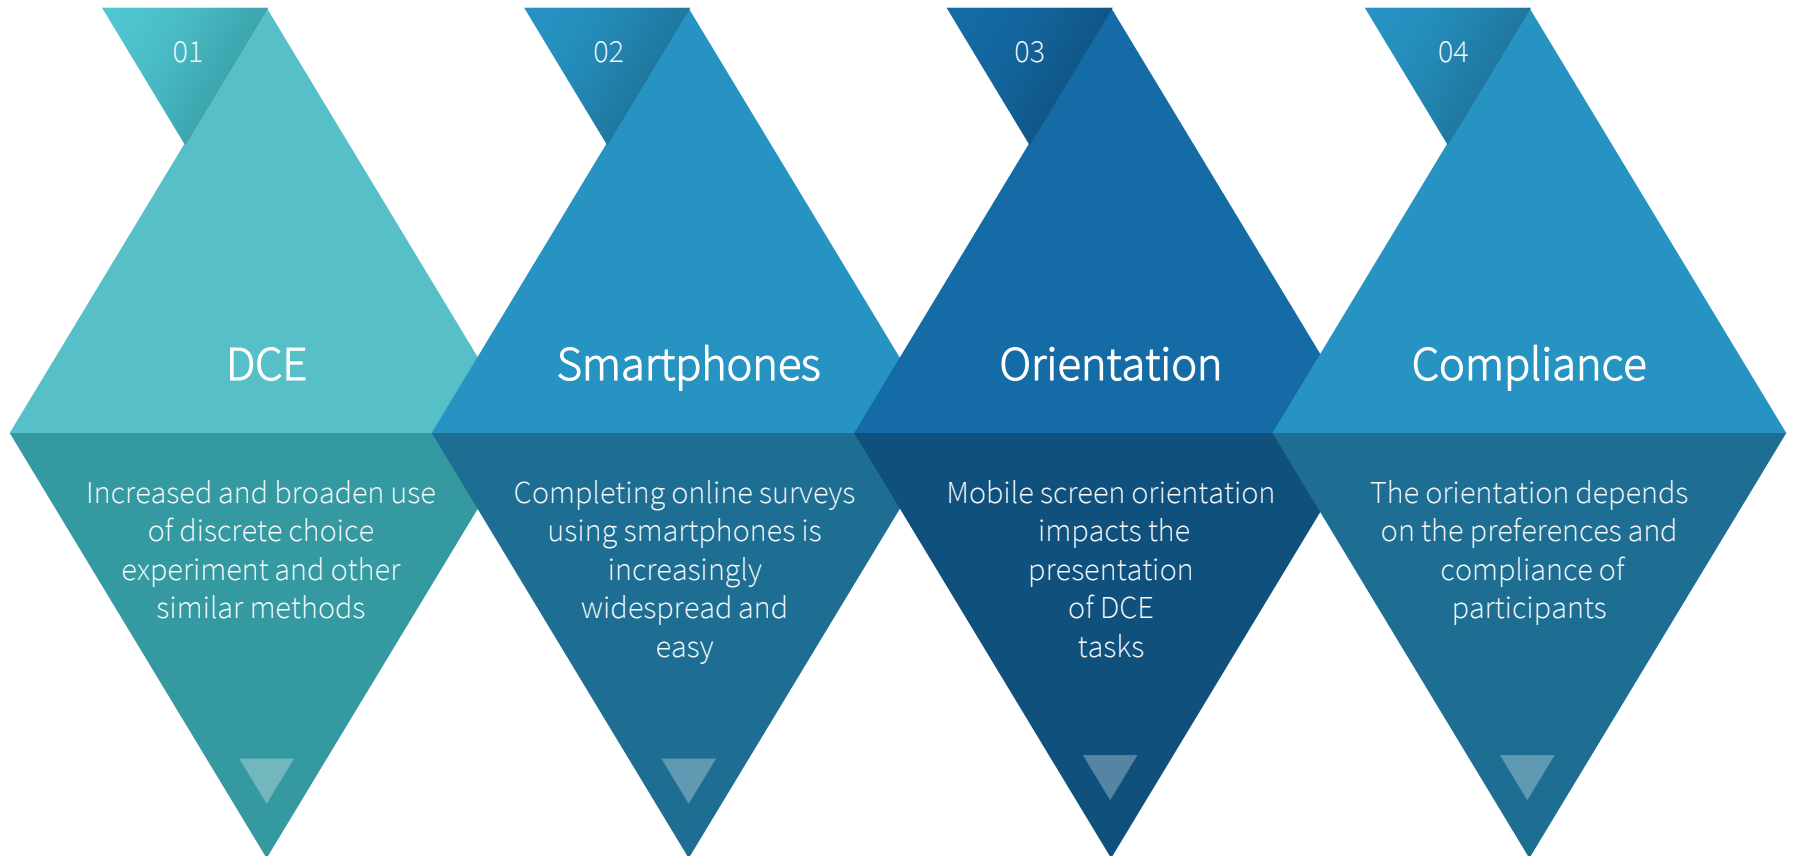 01
DCE
Increased and broaden use
of discrete choice
experiment and other
similar methods
02
Smartphones
Completing online surveys
using smartphones is
increasingly
widespread and
easy
03
Orientation
Mobile screen orientation
impacts the
presentation
of DCE
tasks
04
Compliance
The orientation depends
on the preferences and
compliance of
participants